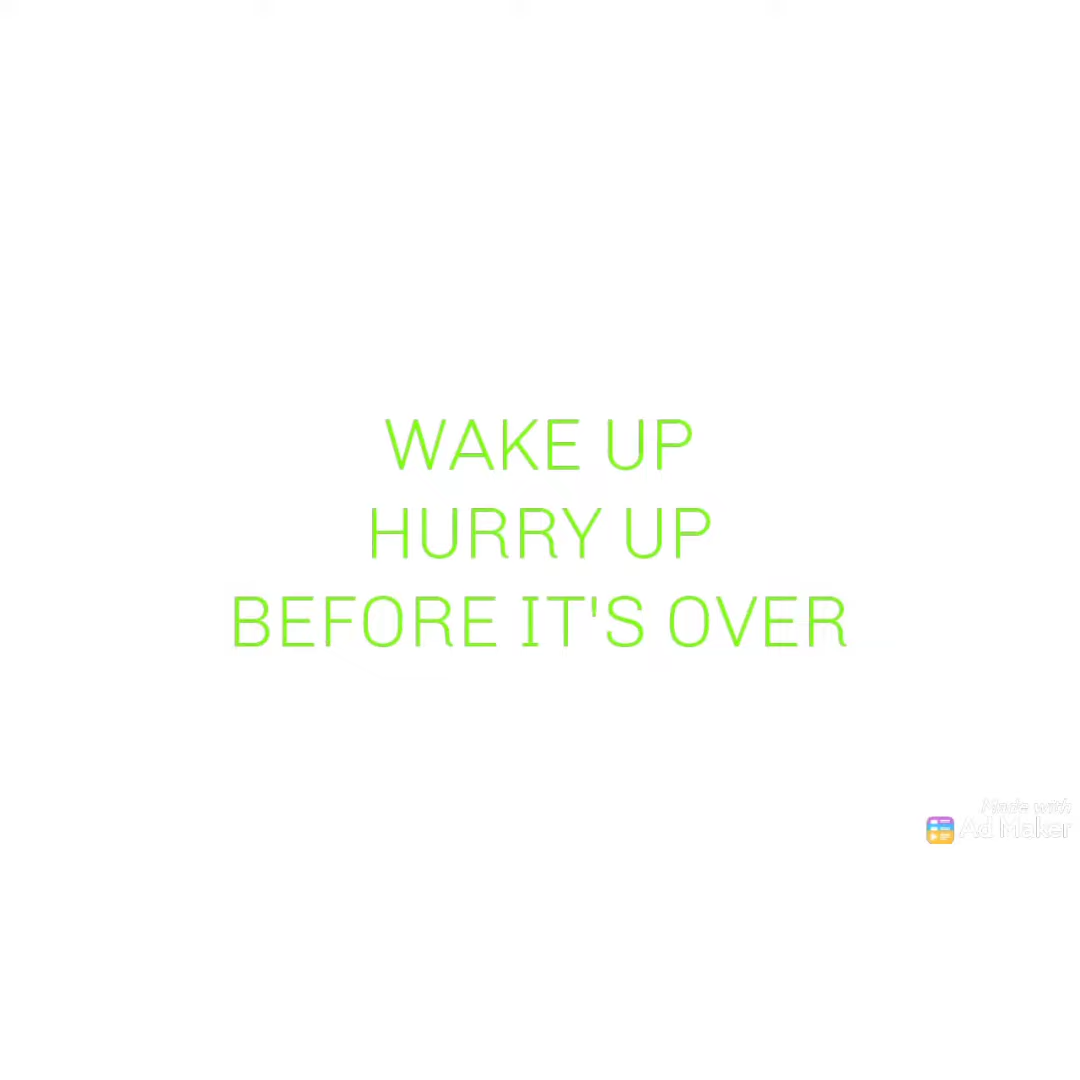 WAKE UP
HURRY UP
BEFORE IT'S OVER
Made with
Ad Maker